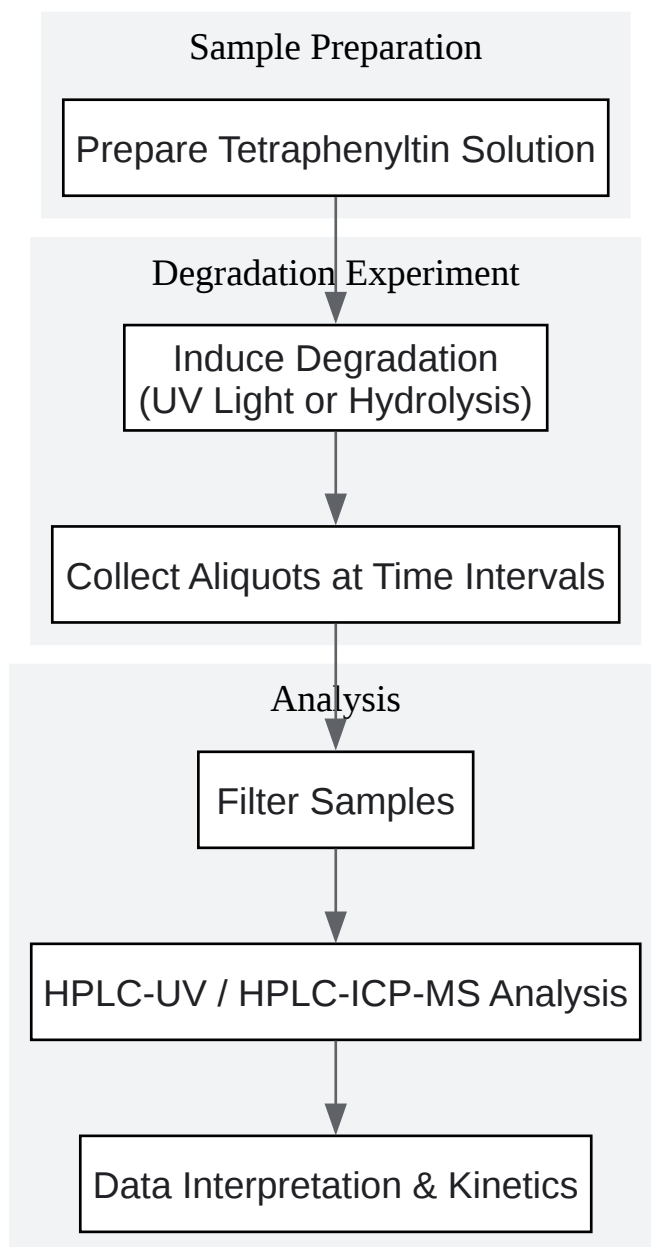 Sample Preparation
Prepare Tetraphenyltin Solution
Degradation Experiment
Induce Degradation
(UV Light or Hydrolysis)
Collect Aliquots at Time Intervals
Analysis
Filter Samples
HPLC-UV / HPLC-ICP-MS Analysis
Data Interpretation & Kinetics